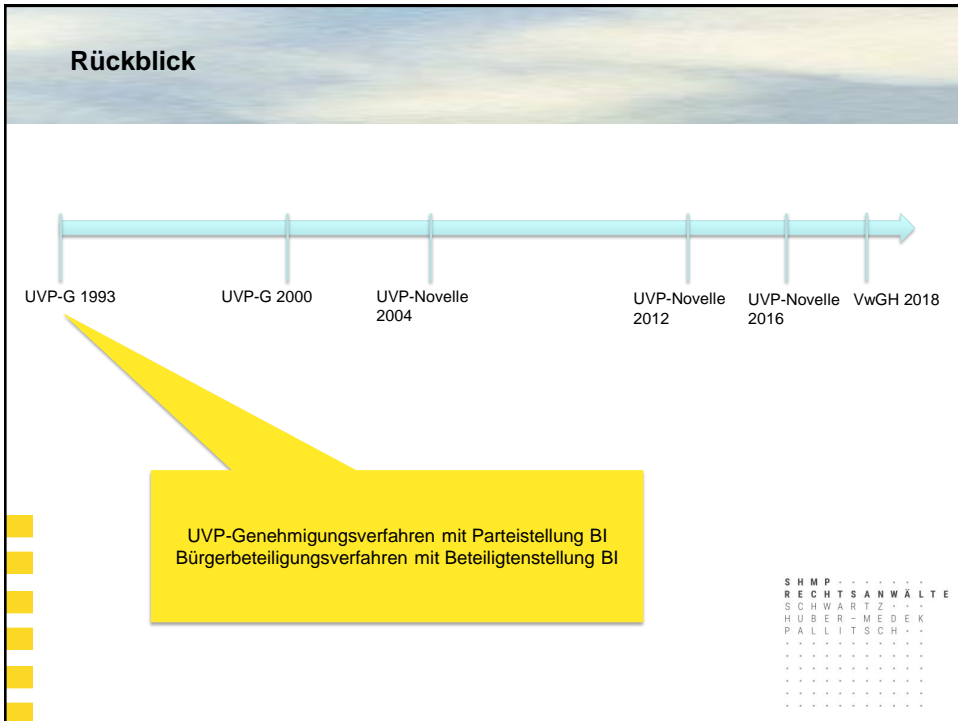 Rückblick
UVP-G 1993
UVP-G 2000
UVP-Novelle
2004
UVP-Novelle
2012
UVP-Novelle
2016
VwGH 2018
UVP-Genehmigungsverfahren mit Parteistellung BI
Bürgerbeteiligungsverfahren mit Beteiligtenstellung BI
SHMP
RECHTSANWÄLTE
SCHWARTZ
HUBER-MEDEK
PALLITSCH